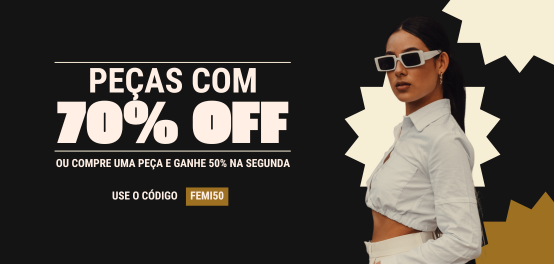 PEÇAS COM
70% OFF
OU COMPRE UMA PEÇA E GANHE 50% NA SEGUNDA
USE O CÓDIGO FEMI50